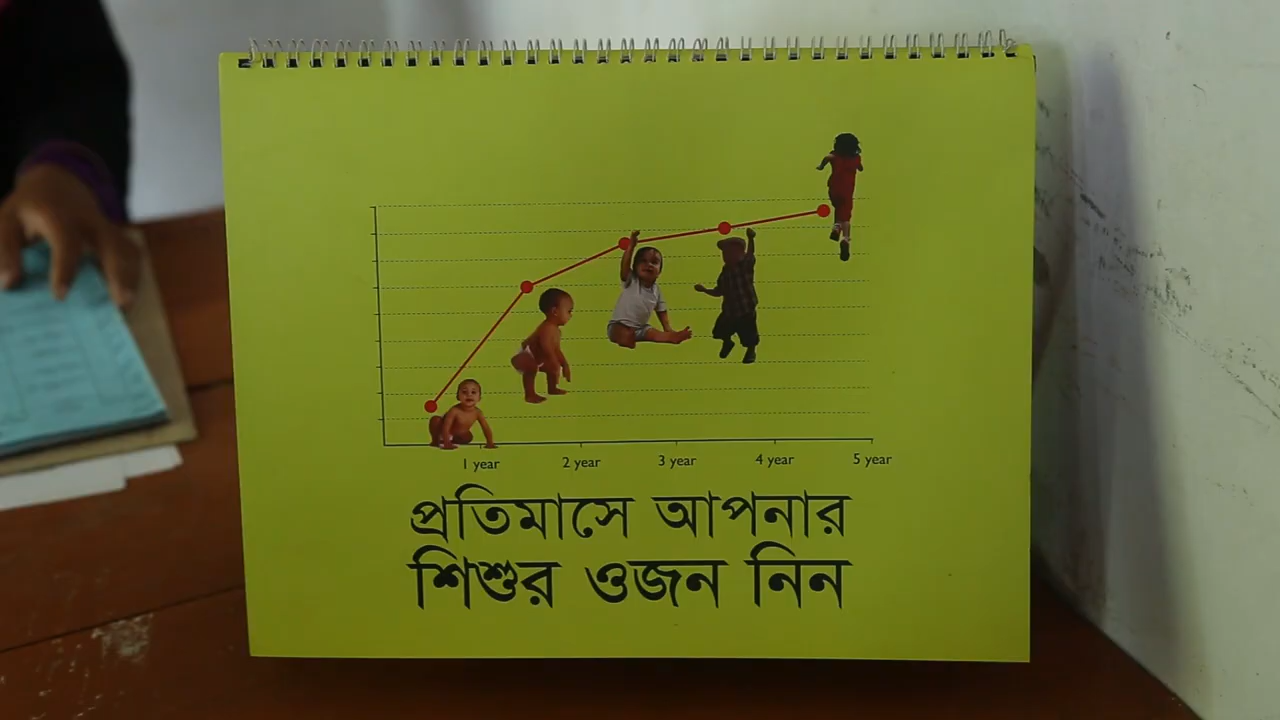 1 year 2 year 3 year 4 year 5 year
প্রতিমাসে আপনার
শিশুর ওজন নিন